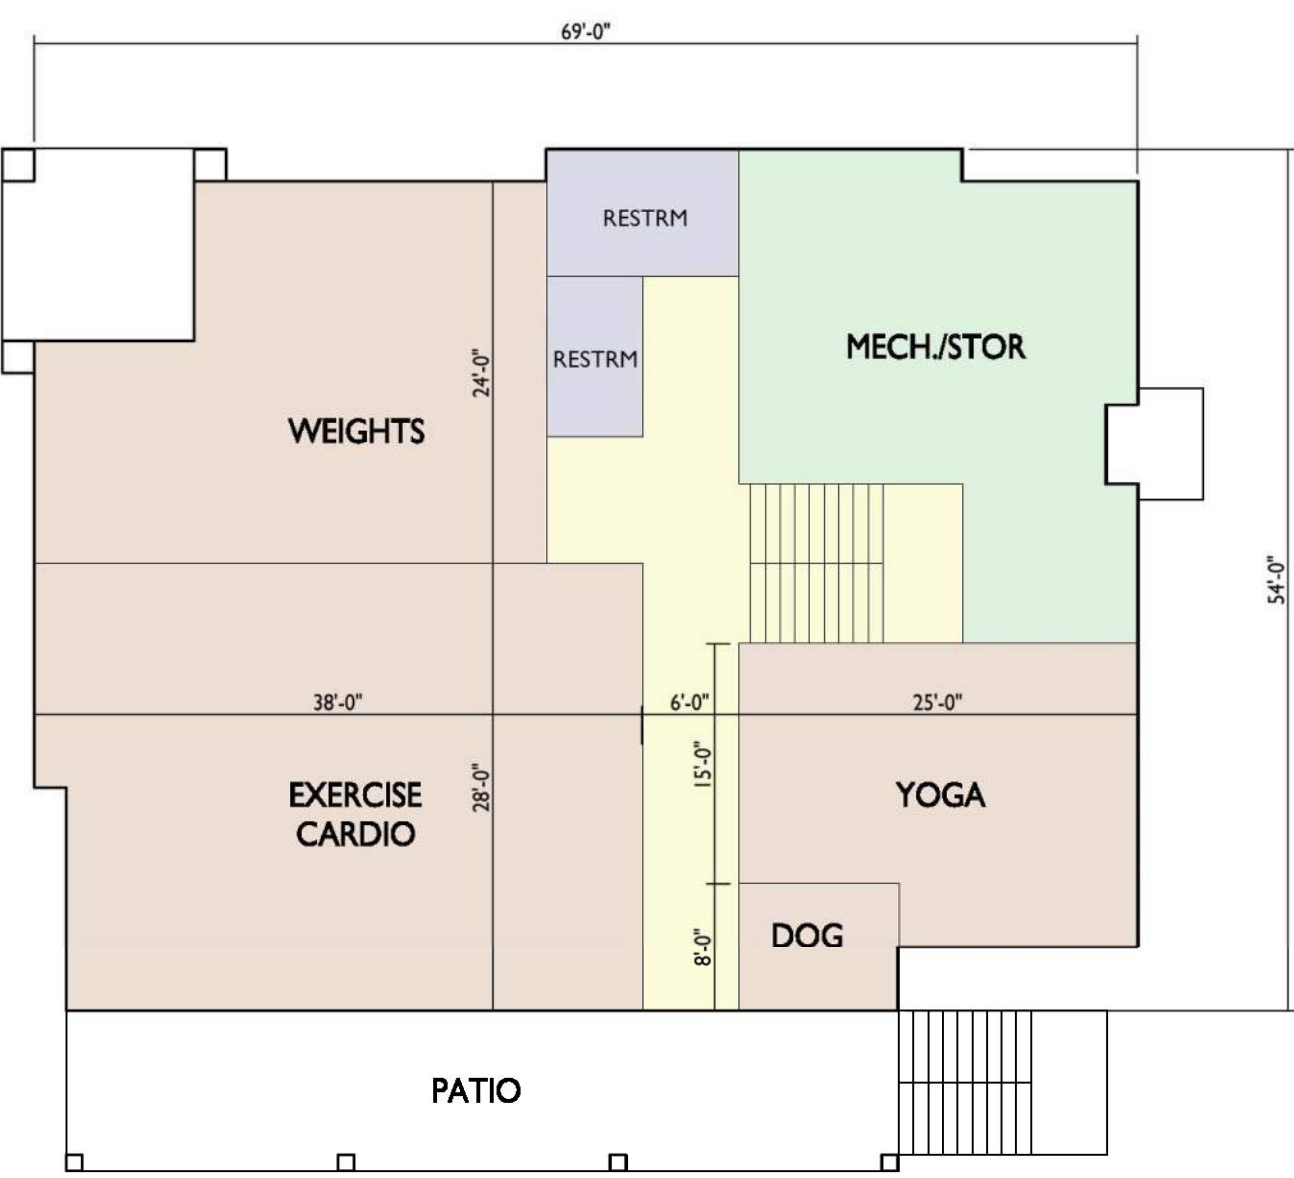 69'-0"
RESTRM
MECH./STOR
RESTRM
24'-0"
WEIGHTS
54'-0"
38'-0"
6'-0"
25'-0"
15'-0"
28'-0"
EXERCISE
CARDIO
YOGA
DOG
8'-0"
PATIO